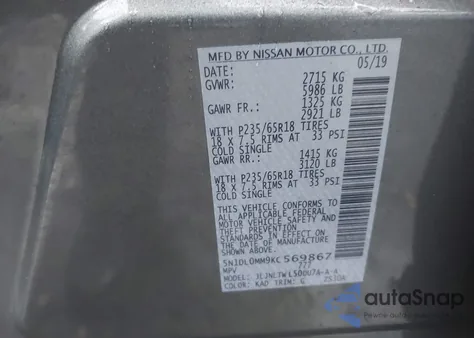 MFD BY NISSAN MOTOR CO., LTD.
DATE: 05/19
GVWR: 2715 KG
5986 LB
GAWR FR.: 1325 KG
2921 LB
WITH P235/65R18 TIRES
18 X 7.5 RIMS AT 33 PSI
COLD SINGLE
GAWR RR.: 1415 KG
3120 LB
WITH P235/65R18 TIRES
18 X 7.5 RIMS AT 33 PSI
COLD SINGLE
THIS VEHICLE CONFORMS TO
ALL APPLICABLE FEDERAL
MOTOR VEHICLE SAFETY
STANDARDS IN EFFECT ON
THE DATE OF MANUFACTURE
SHOWN ABOVE.
5N1DL0MM9KC569867
MPV 777
MODEL:
COLOR: KAD TRIM: G
autoSnap